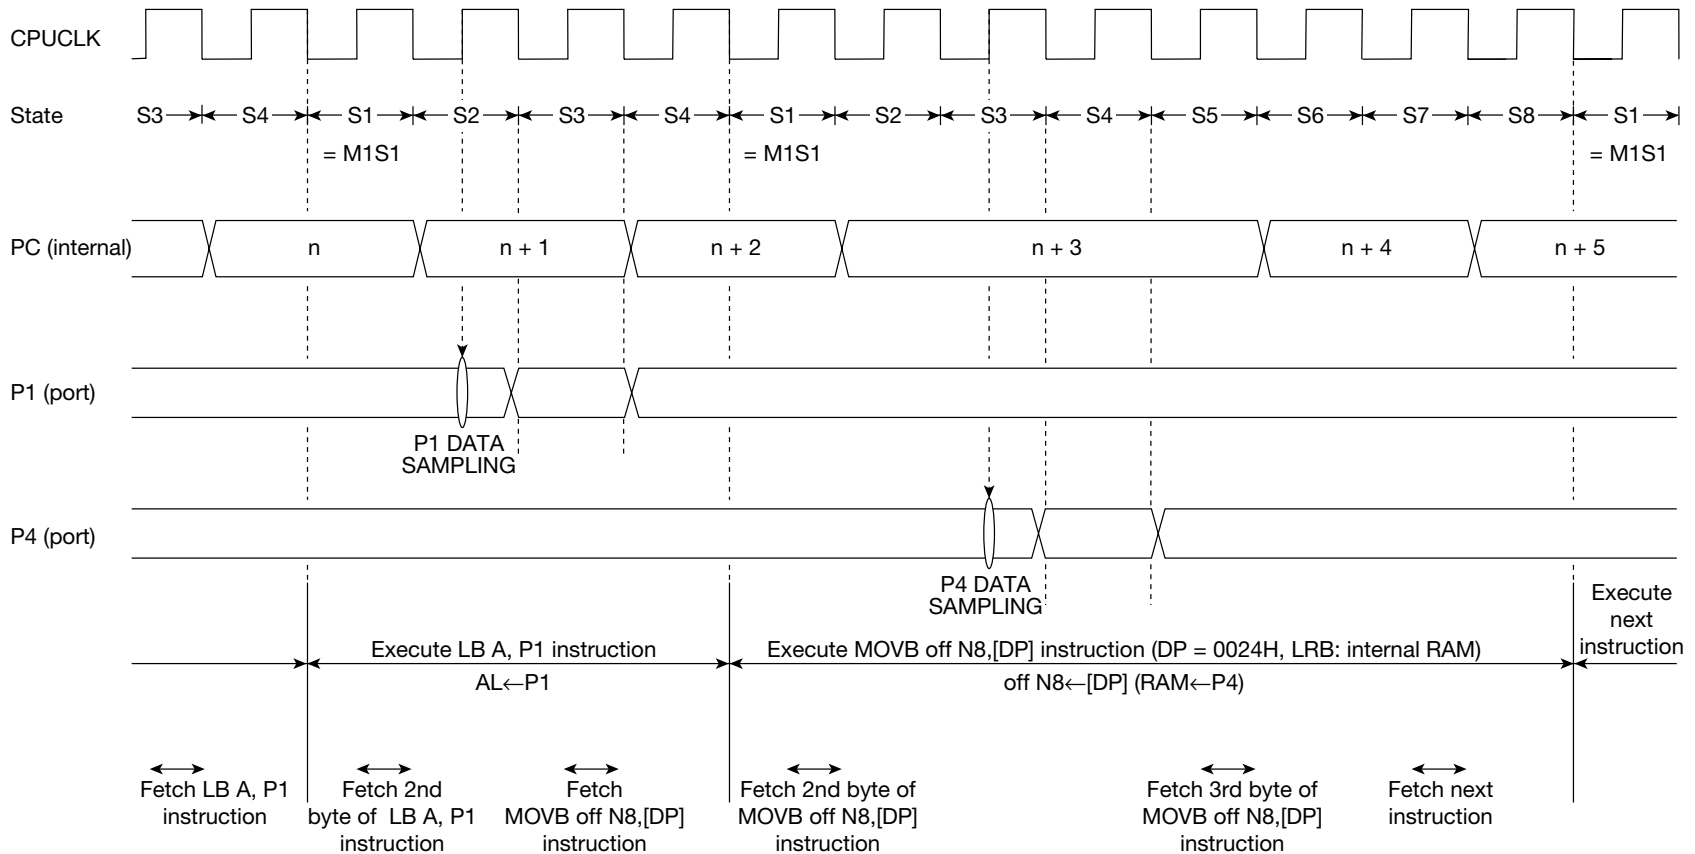 CPUCLK
State S3 S4 S1 S2 S3 S4 S1 S2 S3 S4 S5 S6 S7 S8 S1
= M1S1 = M1S1 = M1S1
PC (internal) n n + 1 n + 2 n + 3 n + 4 n + 5
P1 (port)
P1 DATA
SAMPLING
P4 (port)
P4 DATA
SAMPLING
Execute
next
instruction
Execute LB A, P1 instruction
AL←P1
Execute MOVB off N8,[DP] instruction (DP = 0024H, LRB: internal RAM)
off N8←[DP] (RAM←P4)
Fetch LB A, P1
instruction
Fetch 2nd
byte of LB A, P1
instruction
Fetch
MOVB off N8,[DP]
instruction
Fetch 2nd byte of
MOVB off N8,[DP]
instruction
Fetch 3rd byte of
MOVB off N8,[DP]
instruction
Fetch next
instruction